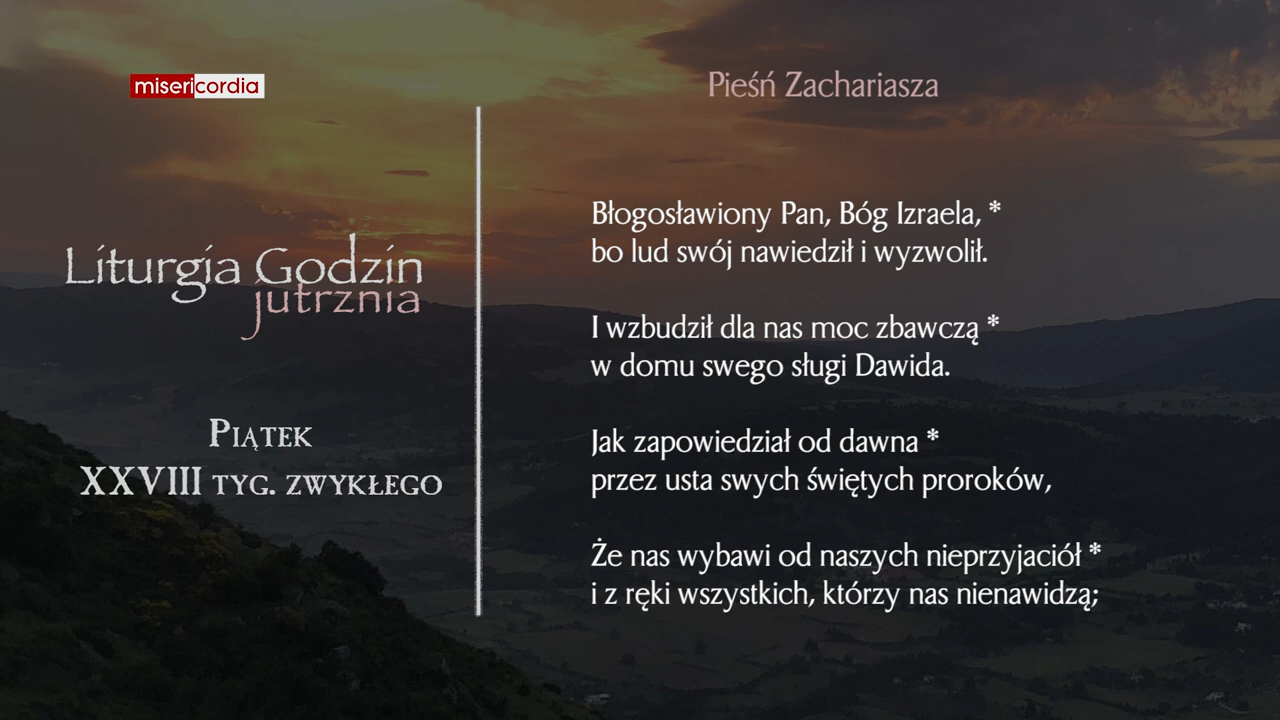 misericordia
Liturgia Godzin
jutrznia
Piątek
XXVIII tyg. zwykłego
Pieśń Zachariasza
Błogosławiony Pan, Bóg Izraela, *
bo lud swój nawiedził i wyzwolił.
I wzbudził dla nas moc zbawczą *
w domu swego sługi Dawida.
Jak zapowiedział od dawna *
przez usta swych świętych proroków,
Że nas wybawi od naszych nieprzyjaciół *
i z ręki wszystkich, którzy nas nienawidzą;